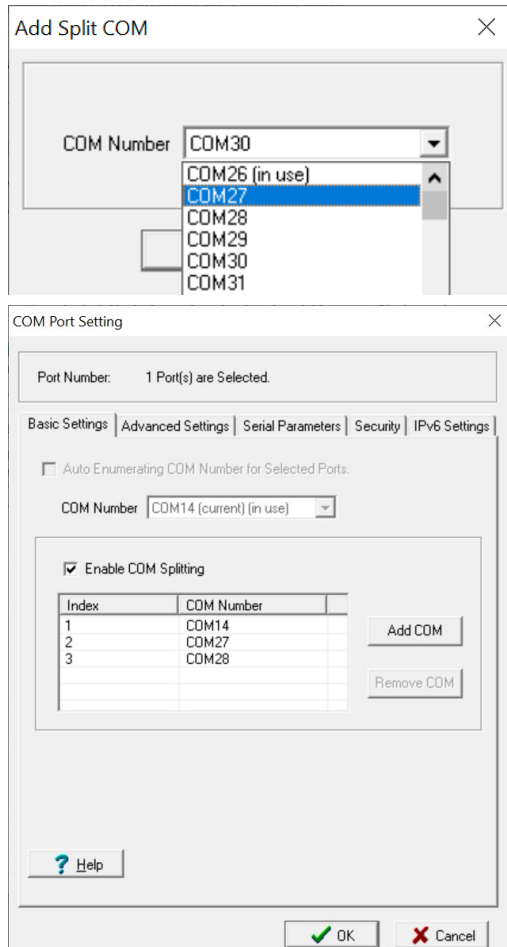 Add Split COM
COM Number COM30
COM26 (in use)
COM27
COM28
COM29
COM30
COM31
COM Port Setting
Port Number: 1 Port(s) are Selected.
Basic Settings Advanced Settings Serial Parameters Security IPv6 Settings
Auto Enumerating COM Number for Selected Ports.
COM Number COM14 (current) (in use)
Enable COM Splitting
Index COM Number
1 COM14
2 COM27
3 COM28
Add COM
Remove COM
? Help
OK Cancel